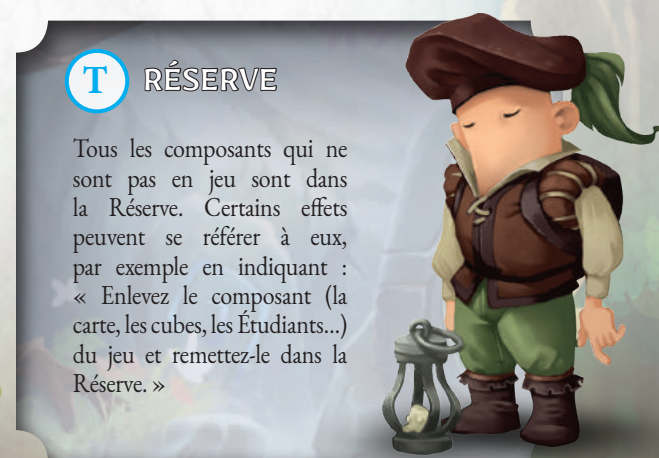 T RÉSERVE
Tous les composants qui ne
sont pas en jeu sont dans
la Réserve. Certains effets
peuvent se référer à eux,
par exemple en indiquant :
« Enlevez le composant (la
carte, les cubes, les Étudiants...)
du jeu et remettez-le dans la
Réserve. »